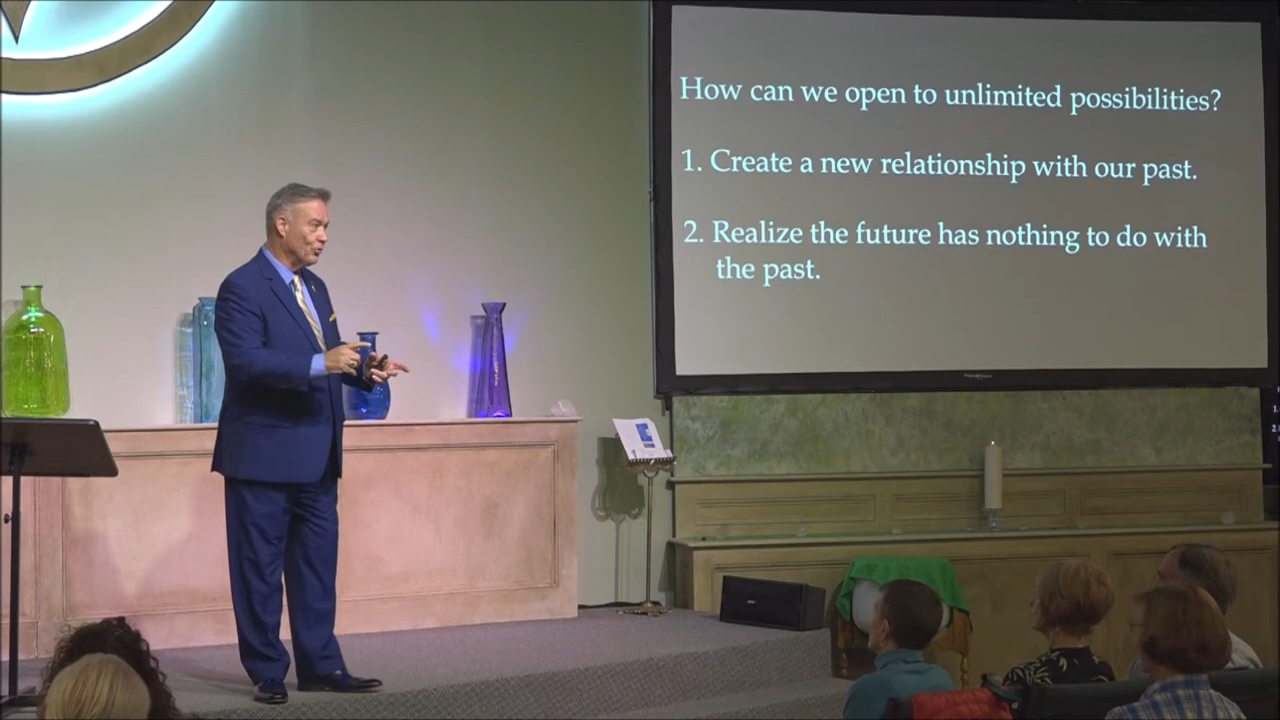 How can we open to unlimited possibilities?
1. Create a new relationship with our past.
2. Realize the future has nothing to do with
the past.